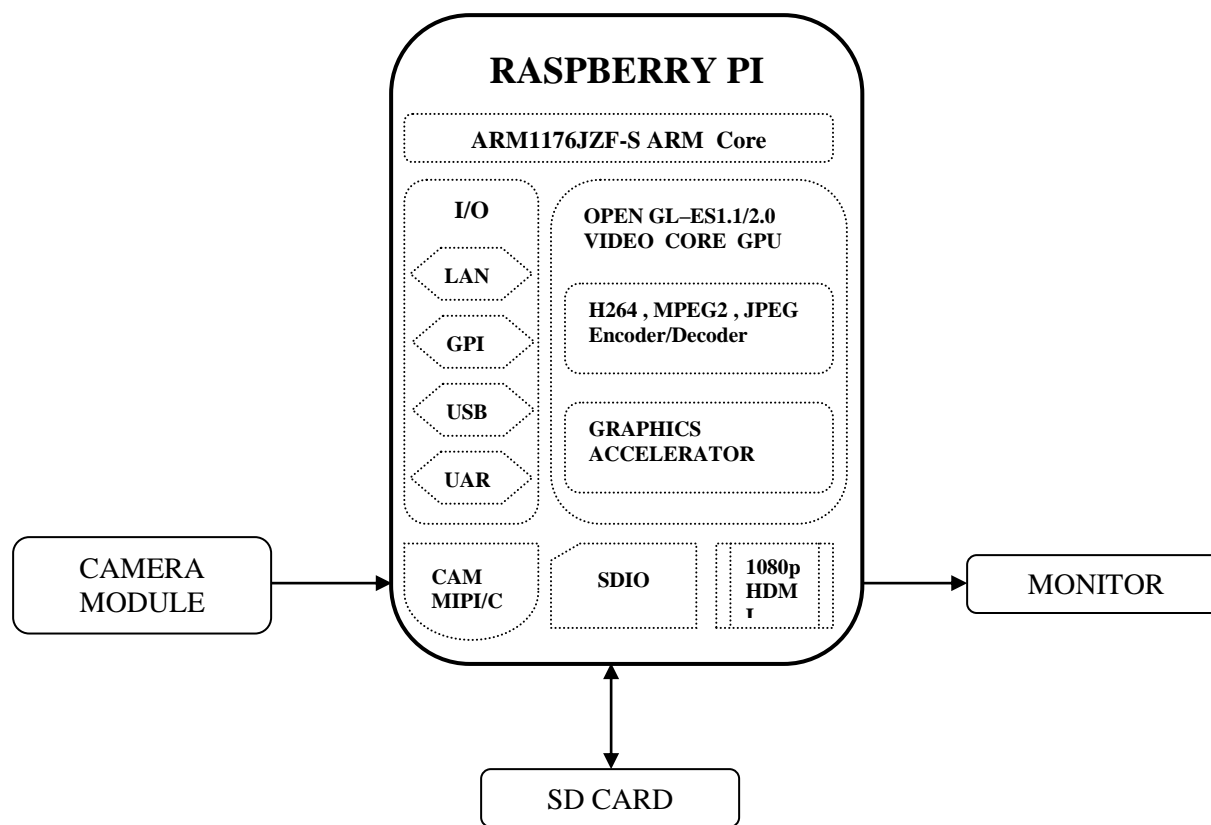 RASPBERRY PI
ARM1176JZF-S ARM Core
I/O
LAN
GPI
USB
UAR
OPEN GL–ES1.1/2.0
VIDEO CORE GPU
H264 , MPEG2 , JPEG
Encoder/Decoder
GRAPHICS
ACCELERATOR
CAMERA
MODULE
CAM
MIPI/C
SDIO
1080p
HDM
I
MONITOR
SD CARD